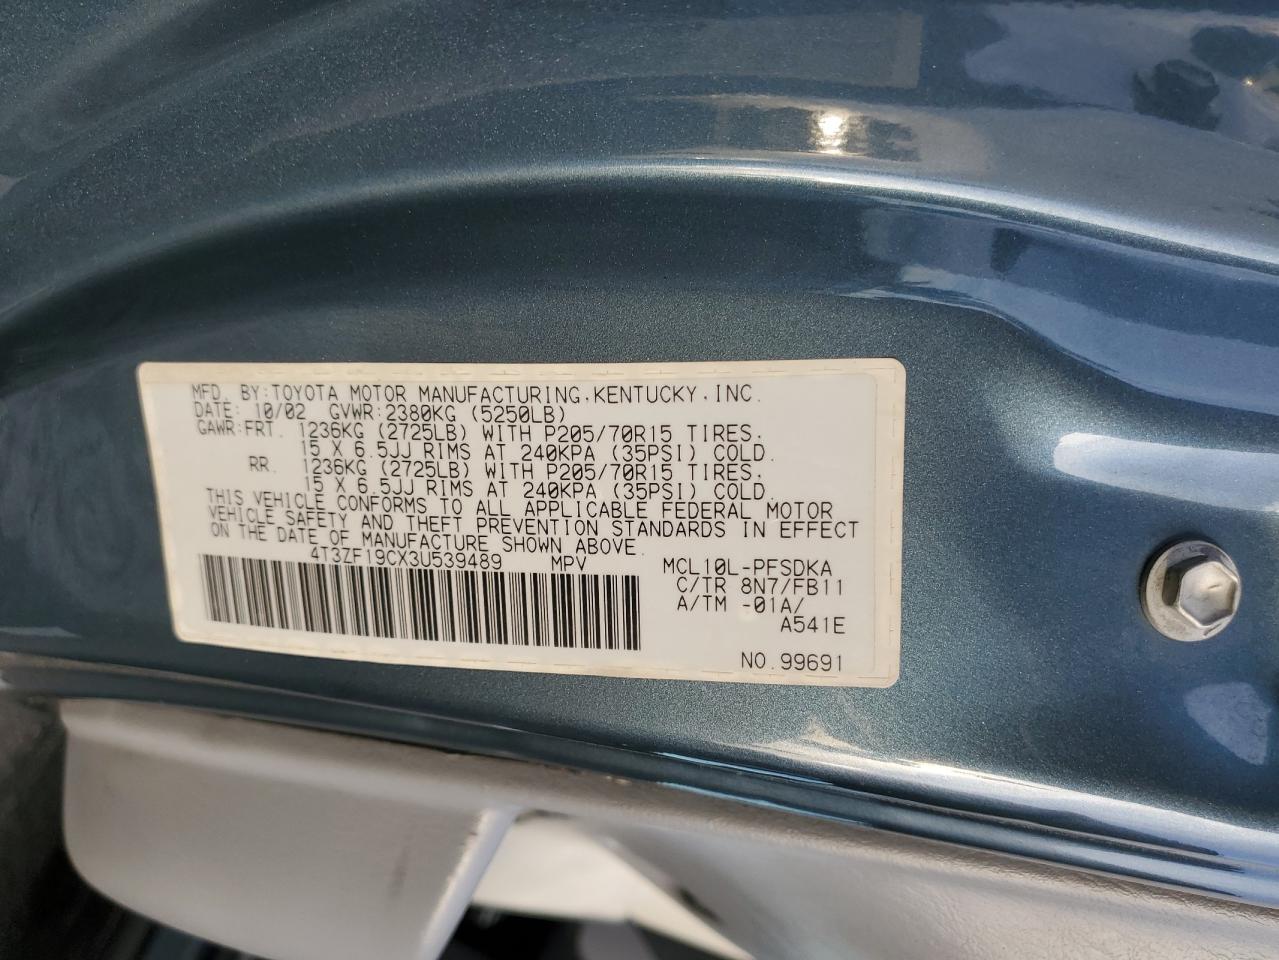 MFD. BY:TOYOTA MOTOR MANUFACTURING,KENTUCKY,INC.
DATE: 10/02 GVWR:2380KG (5250LB)
GAWR:FRT. 1236KG (2725LB) WITH P205/70R15 TIRES,
15 X 6.5JJ RIMS AT 240KPA (35PSI) COLD.
RR. 1236KG (2725LB) WITH P205/70R15 TIRES,
15 X 6.5JJ RIMS AT 240KPA (35PSI) COLD.
THIS VEHICLE CONFORMS TO ALL APPLICABLE FEDERAL MOTOR
VEHICLE SAFETY AND THEFT PREVENTION STANDARDS IN EFFECT
ON THE DATE OF MANUFACTURE SHOWN ABOVE.
4T3ZF19CX3U539489 MPV
MCL10L-PFSDKA
C/TR 8N7/FB11
A/TM -01A/
A541E
NO.99691